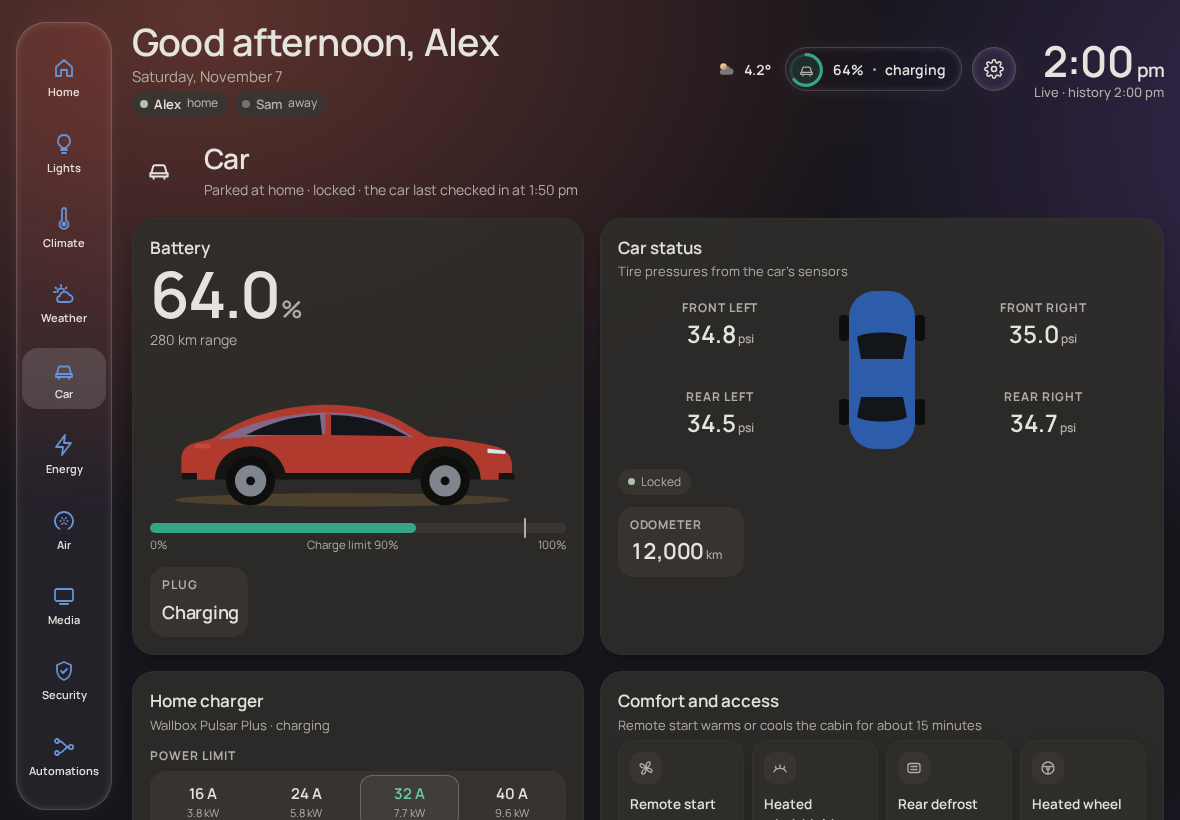 Good afternoon, Alex
Saturday, November 7
Alex home
Sam away
4.2°
64% · charging
2:00 pm
Live · history 2:00 pm
Home
Lights
Climate
Weather
Car
Energy
Air
Media
Security
Automations
Car
Parked at home · locked · the car last checked in at 1:50 pm
Battery
64.0%
280 km range
0%
Charge limit 90%
100%
PLUG
Charging
Car status
Tire pressures from the car's sensors
FRONT LEFT
34.8 psi
FRONT RIGHT
35.0 psi
REAR LEFT
34.5 psi
REAR RIGHT
34.7 psi
Locked
ODOMETER
12,000 km
Home charger
Wallbox Pulsar Plus · charging
POWER LIMIT
16 A
3.8 kW
24 A
5.8 kW
32 A
7.7 kW
40 A
9.6 kW
Comfort and access
Remote start warms or cools the cabin for about 15 minutes
Remote start
Heated
Rear defrost
Heated wheel